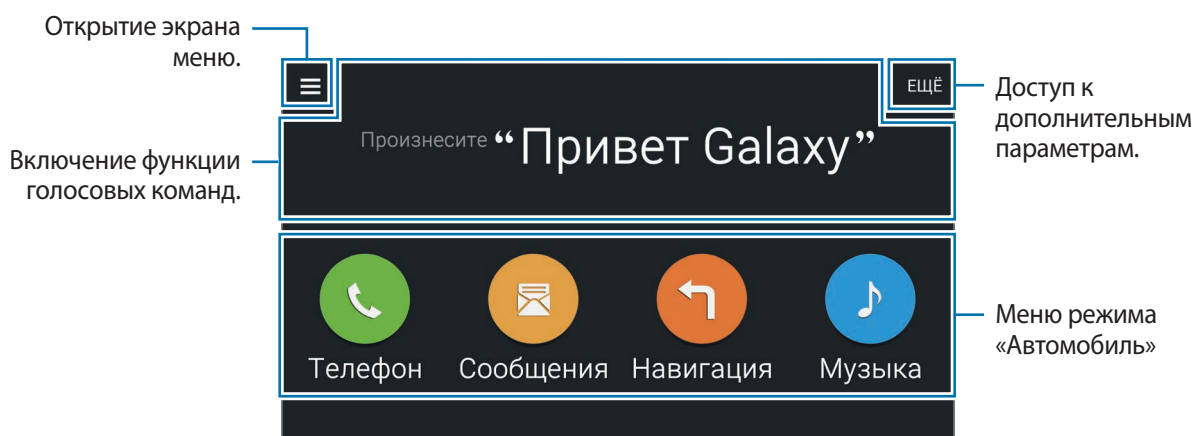 Открытие экрана
меню.
ЕЩЁ
Доступ к
дополнительным
параметрам.
Произнесите “Привет Galaxy”
Включение функции
голосовых команд.
Телефон Сообщения Навигация Музыка
Меню режима
«Автомобиль»